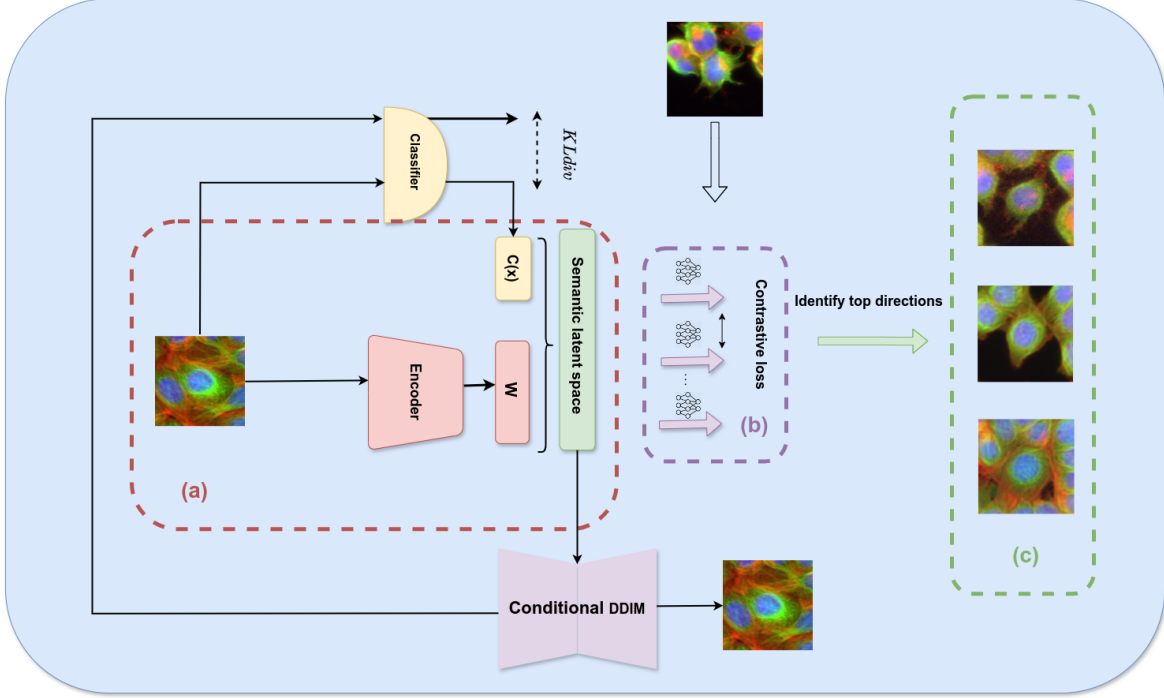 Classifier
KLdiv
C(x)
Semantic latent space
Encoder
W
(a)
Contrastive loss
...
(b)
Identify top directions
(c)
Conditional DDIM